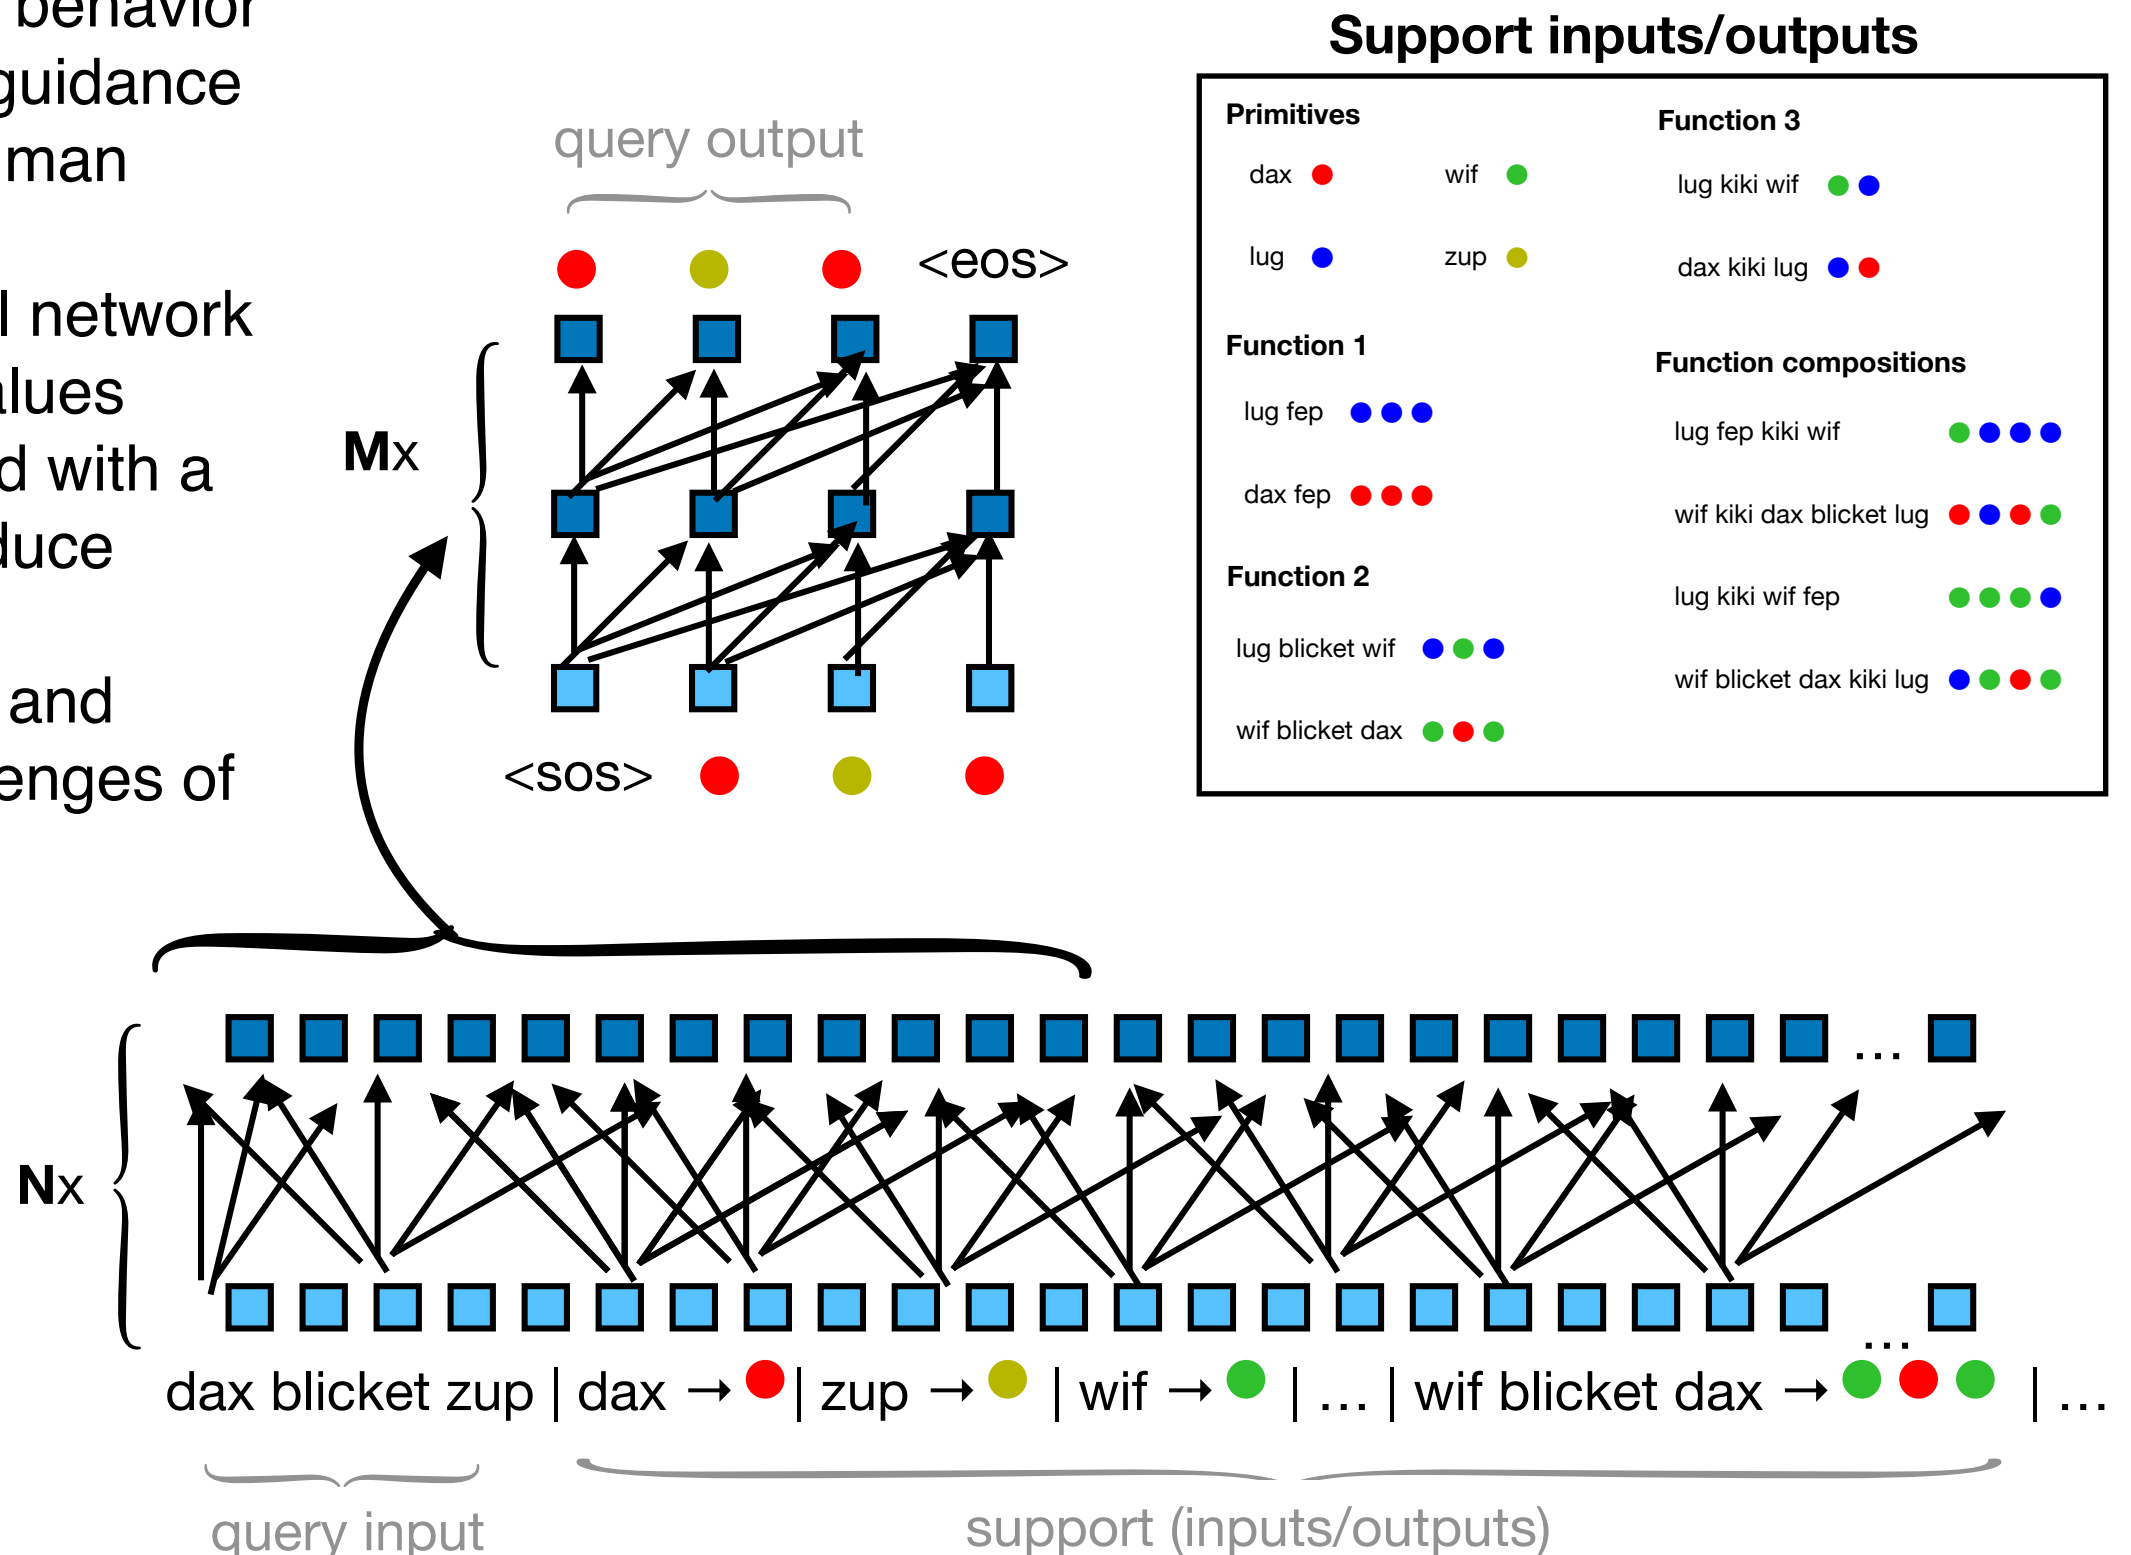 behavior
guidance
man
l network
alues
d with a
duce
and
enges of
query output
<eos>
Mx
<sos>
Support inputs/outputs
Primitives
dax
wif
lug
zup
Function 1
lug fep
dax fep
Function 2
lug blicket wif
wif blicket dax
Function 3
lug kiki wif
dax kiki lug
Function compositions
lug fep kiki wif
wif kiki dax blicket lug
lug kiki wif fep
wif blicket dax kiki lug
...
Nx
...
dax blicket zup | dax → | zup → | wif → | ... | wif blicket dax → | ...
query input
support (inputs/outputs)